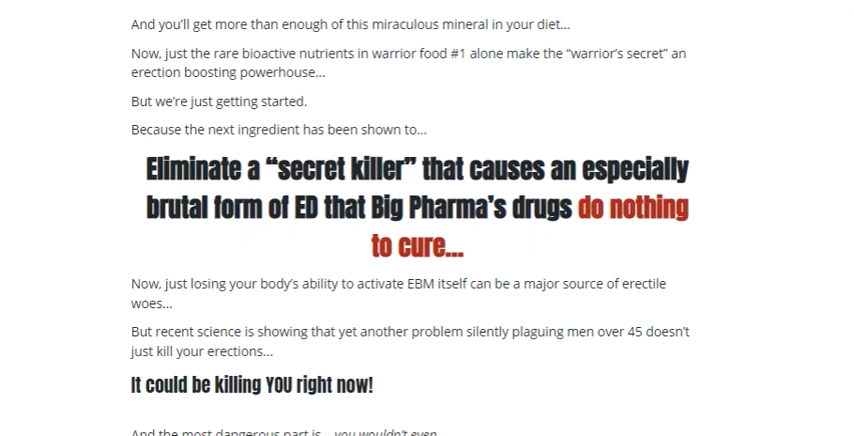 And you’ll get more than enough of this miraculous mineral in your diet…
Now, just the rare bioactive nutrients in warrior food #1 alone make the “warrior’s secret” an
erection boosting powerhouse…
But we’re just getting started.
Because the next ingredient has been shown to…
Eliminate a “secret killer” that causes an especially
brutal form of ED that Big Pharma’s drugs do nothing
to cure…
Now, just losing your body’s ability to activate EBM itself can be a major source of erectile
woes…
But recent science is showing that yet another problem silently plaguing men over 45 doesn’t
just kill your erections…
It could be killing YOU right now!
And the most dangerous part is… you wouldn’t even